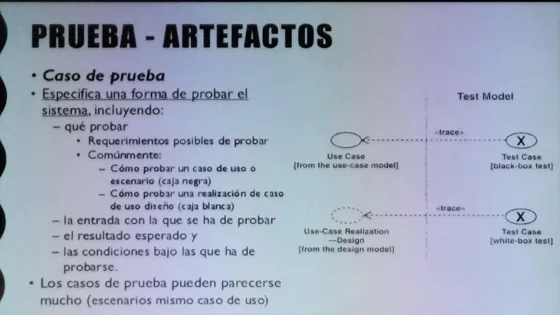 PRUEBA - ARTEFACTOS
• Caso de prueba
• Especifica una forma de probar el
sistema, incluyendo:
– qué probar
• Requerimientos posibles de probar
• Comúnmente:
– Cómo probar un caso de uso o
escenario (caja negra)
– Cómo probar una realización de caso
de uso diseño (caja blanca)
– la entrada con la que se ha de probar
– el resultado esperado y
– las condiciones bajo las que ha de
probarse.
• Los casos de prueba pueden parecerse
mucho (escenarios mismo caso de uso)
Test Model
«trace»
X
Use Case
[from the use-case model]
Test Case
[black-box test]
«trace»
X
Use-Case Realization
—Design
[from the design model]
Test Case
[white-box test]